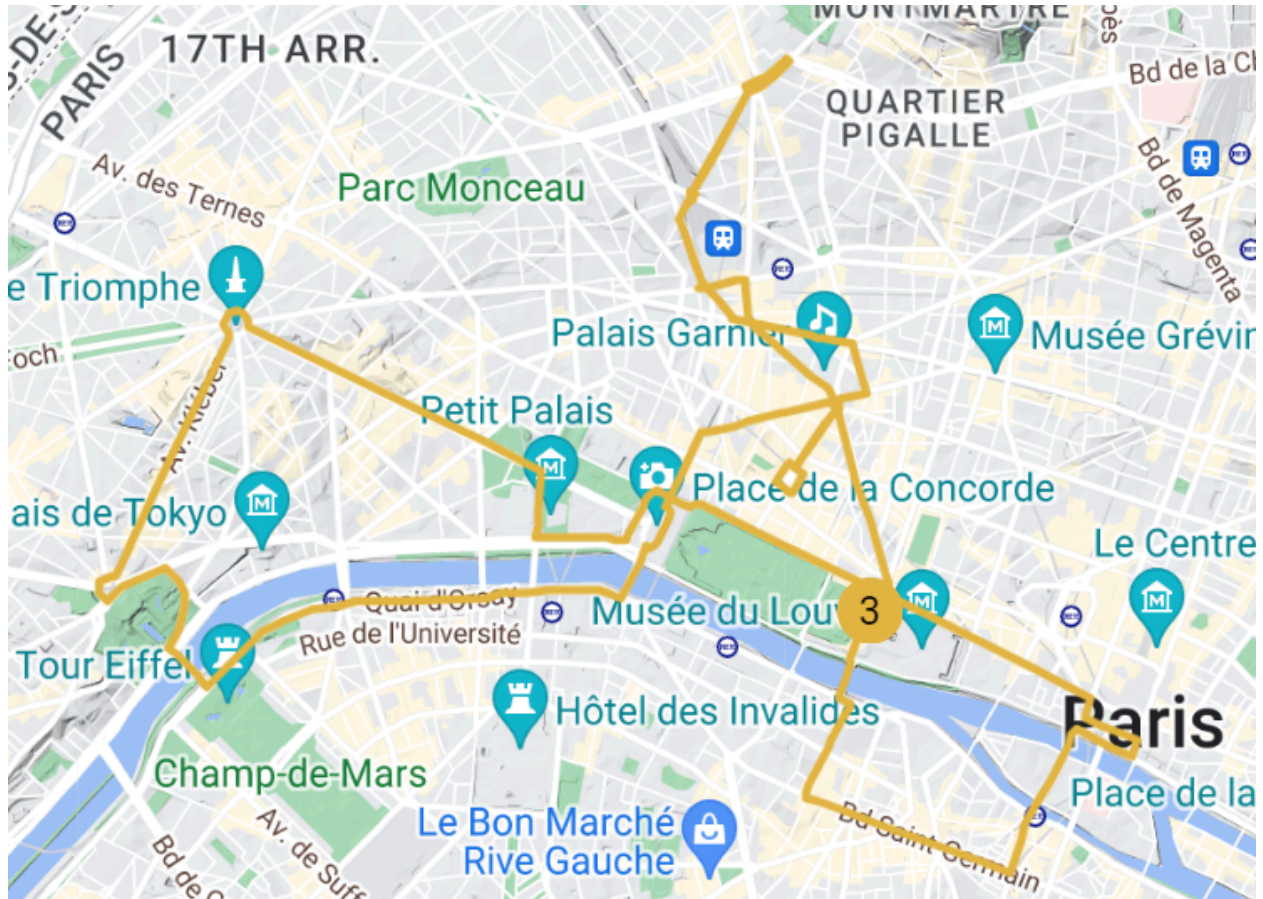 MONTMARTRE
17TH ARR.
PARIS
Bd de la Ch
QUARTIER
PIGALLE
Av. des Ternes
Parc Monceau
Bd de Magenta
e Triomphe
Palais Garnier
Musée Grévin
Foch
Av. Kléber
Petit Palais
Place de la Concorde
ais de Tokyo
Le Centre
Quai d'Orsay
Rue de l'Université
Musée du Louv
3
Tour Eiffel
Hôtel des Invalides
Paris
Champ-de-Mars
Place de la
Bd Saint-Germain
Le Bon Marché
Rive Gauche
Av. de Suff
Bd de G